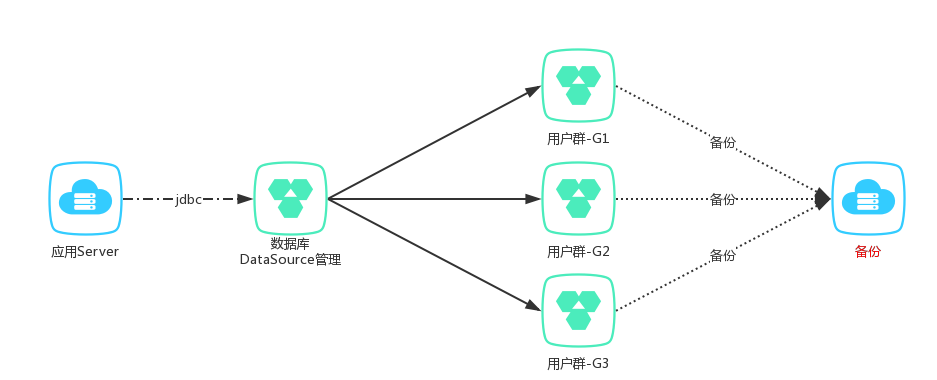 用户群-G1
备份
应用Server
jdbc
数据库
DataSource管理
备份
用户群-G2
备份
备份
用户群-G3